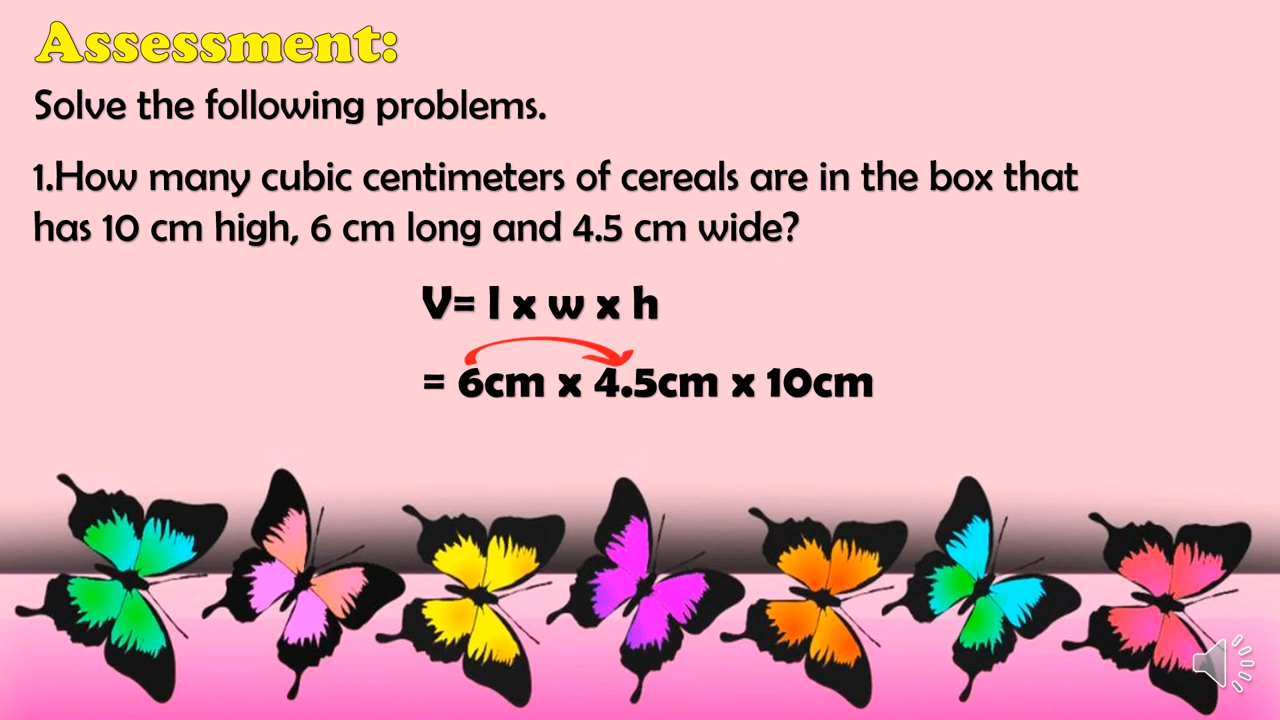 Assessment:
Solve the following problems.
1.How many cubic centimeters of cereals are in the box that
has 10 cm high, 6 cm long and 4.5 cm wide?
V= l x w x h
= 6cm x 4.5cm x 10cm